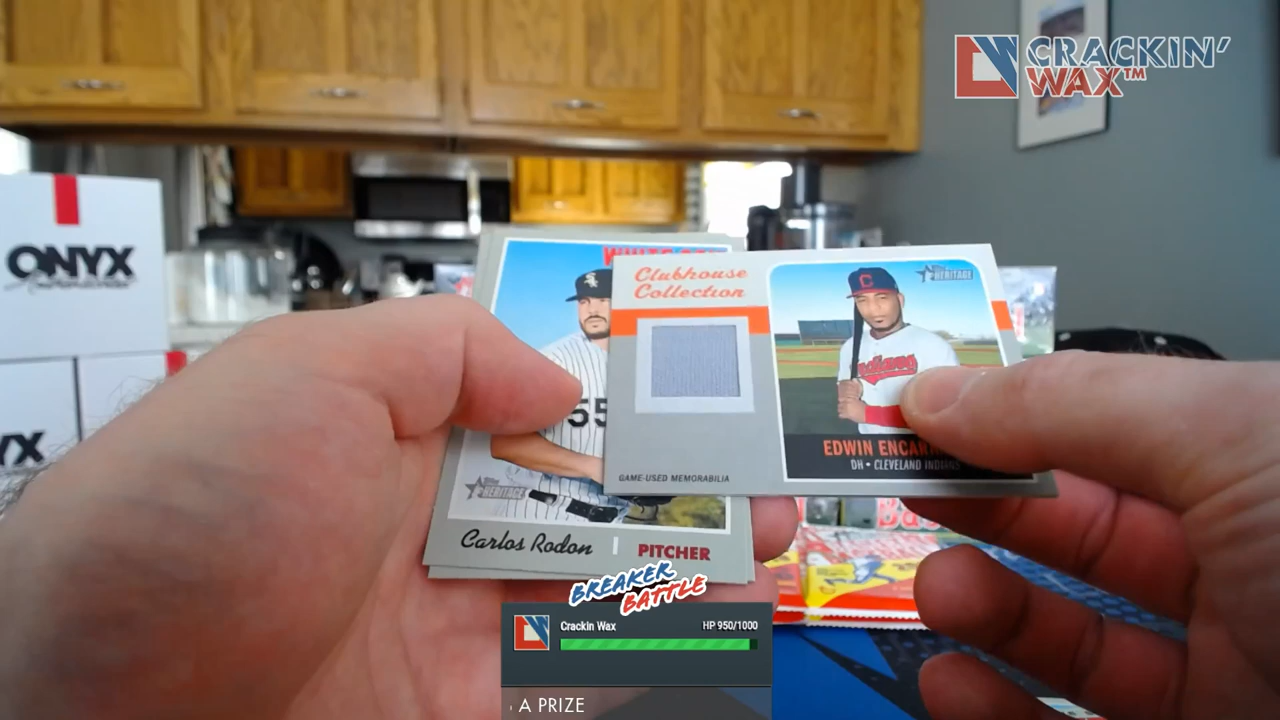 CRACKIN'
WAX™
ONYX
Clubhouse
Collection
HERITAGE
55
Indians
EDWIN
DH • CLEVELAND INDIANS
GAME-USED MEMORABILIA
HERITAGE
Carlos Rodon | PITCHER
BREAKER
BATTLE
Crackin Wax HP 950/1000
A PRIZE